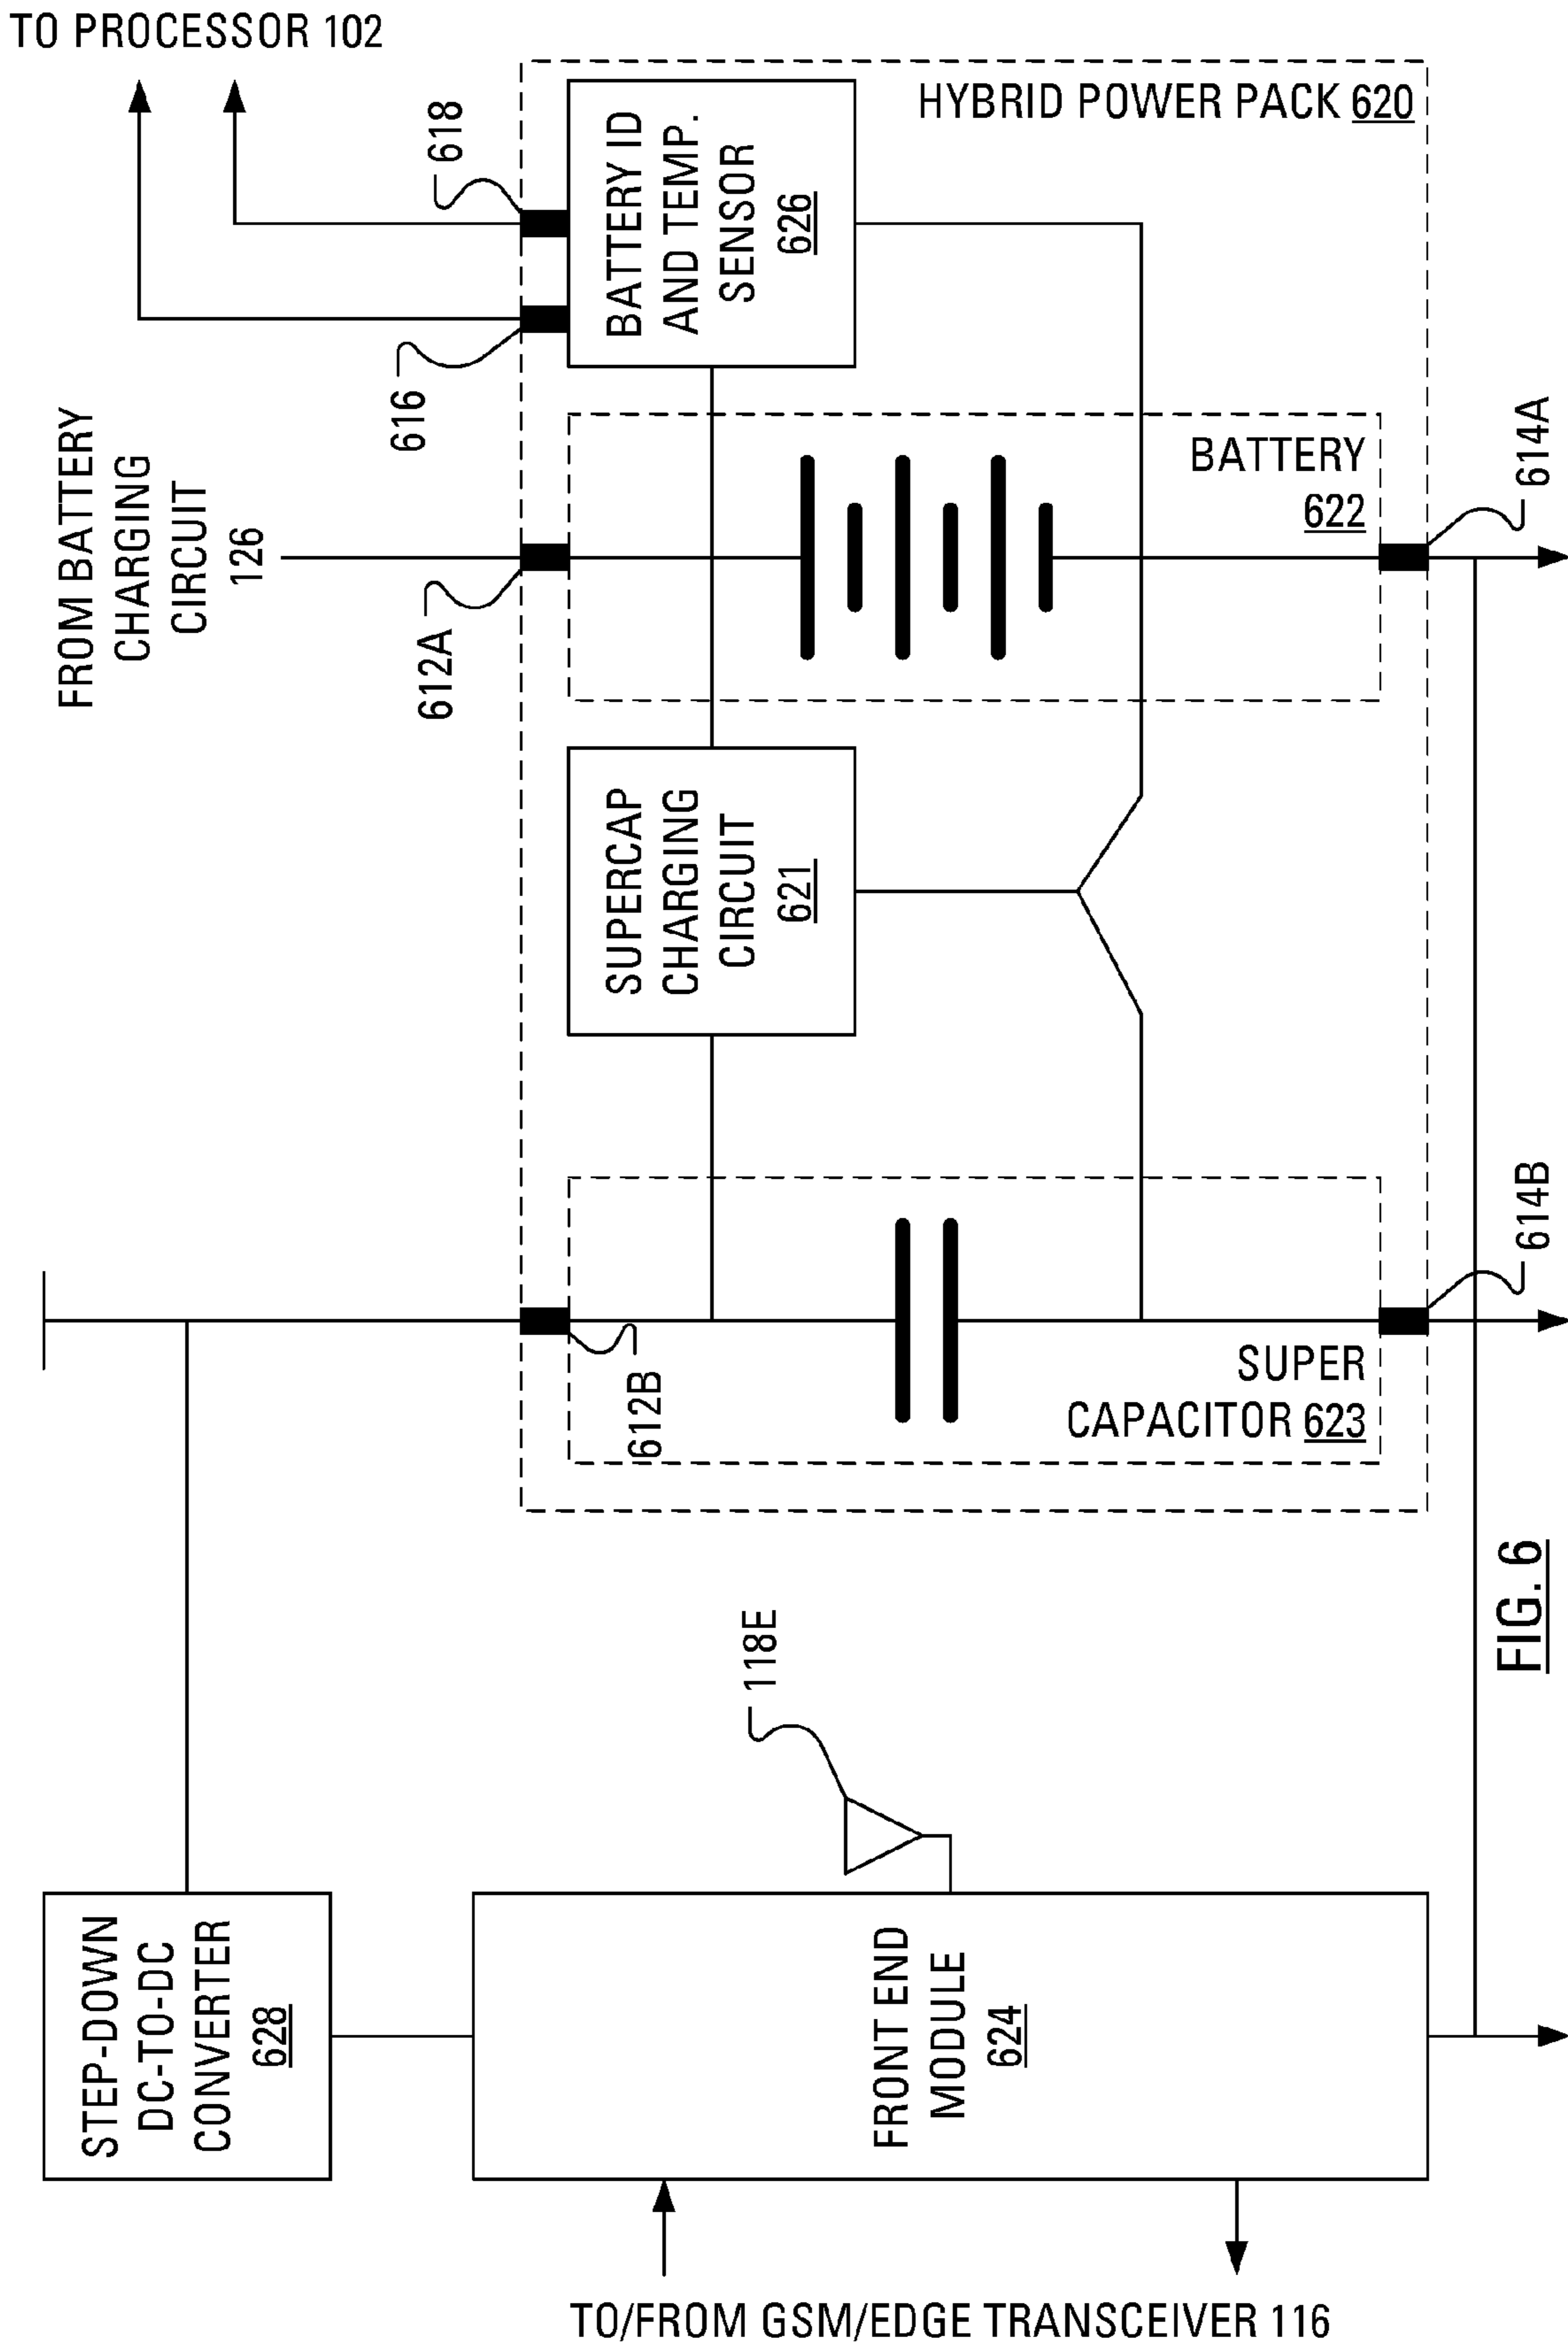 TO PROCESSOR 102
618
HYBRID POWER PACK 620
BATTERY ID
AND TEMP.
SENSOR
626
616
FROM BATTERY
CHARGING
CIRCUIT
126
612A
BATTERY
622
614A
SUPERCAP
CHARGING
CIRCUIT
621
614B
612B
SUPER
CAPACITOR 623
118E
STEP-DOWN
DC-TO-DC
CONVERTER
628
FRONT END
MODULE
624
TO/FROM GSM/EDGE TRANSCEIVER 116
FIG. 6